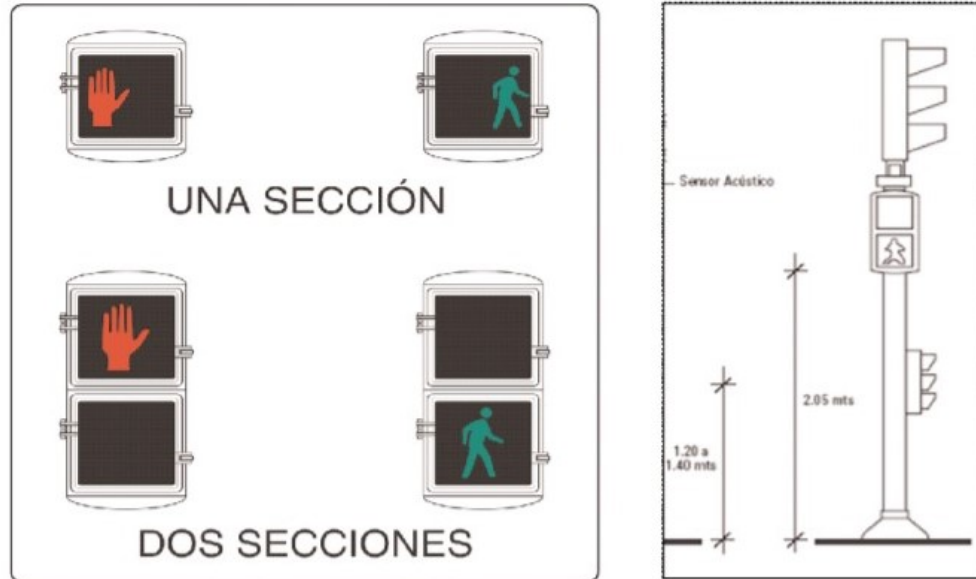 UNA SECCIÓN
DOS SECCIONES
Sensor Acústico
2.05 mts
1.20 a
1.40 mts